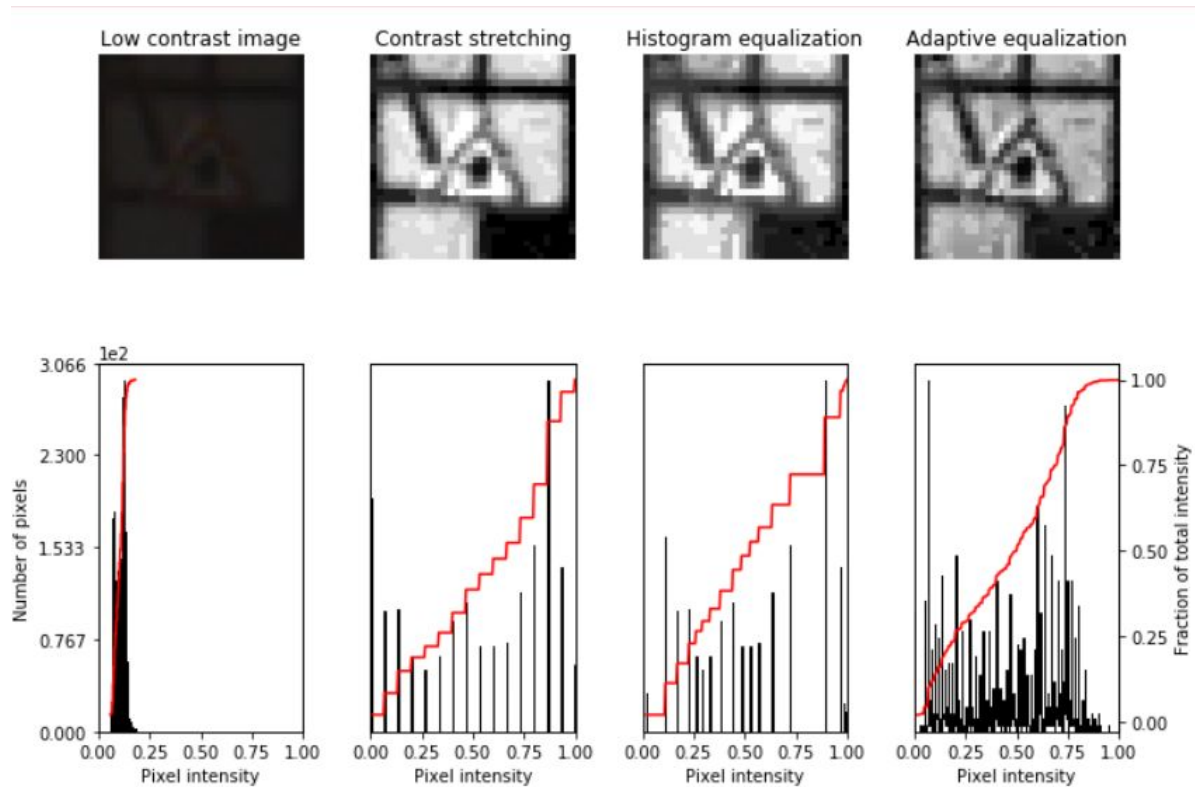 Low contrast image
Contrast stretching
Histogram equalization
Adaptive equalization
1e2
3.066
2.300
1.533
0.767
0.000
Number of pixels
0.00 0.25 0.50 0.75 1.00
Pixel intensity
0.00 0.25 0.50 0.75 1.00
Pixel intensity
0.00 0.25 0.50 0.75 1.00
Pixel intensity
0.00 0.25 0.50 0.75 1.00
Pixel intensity
1.00
0.75
0.50
0.25
0.00
Fraction of total intensity